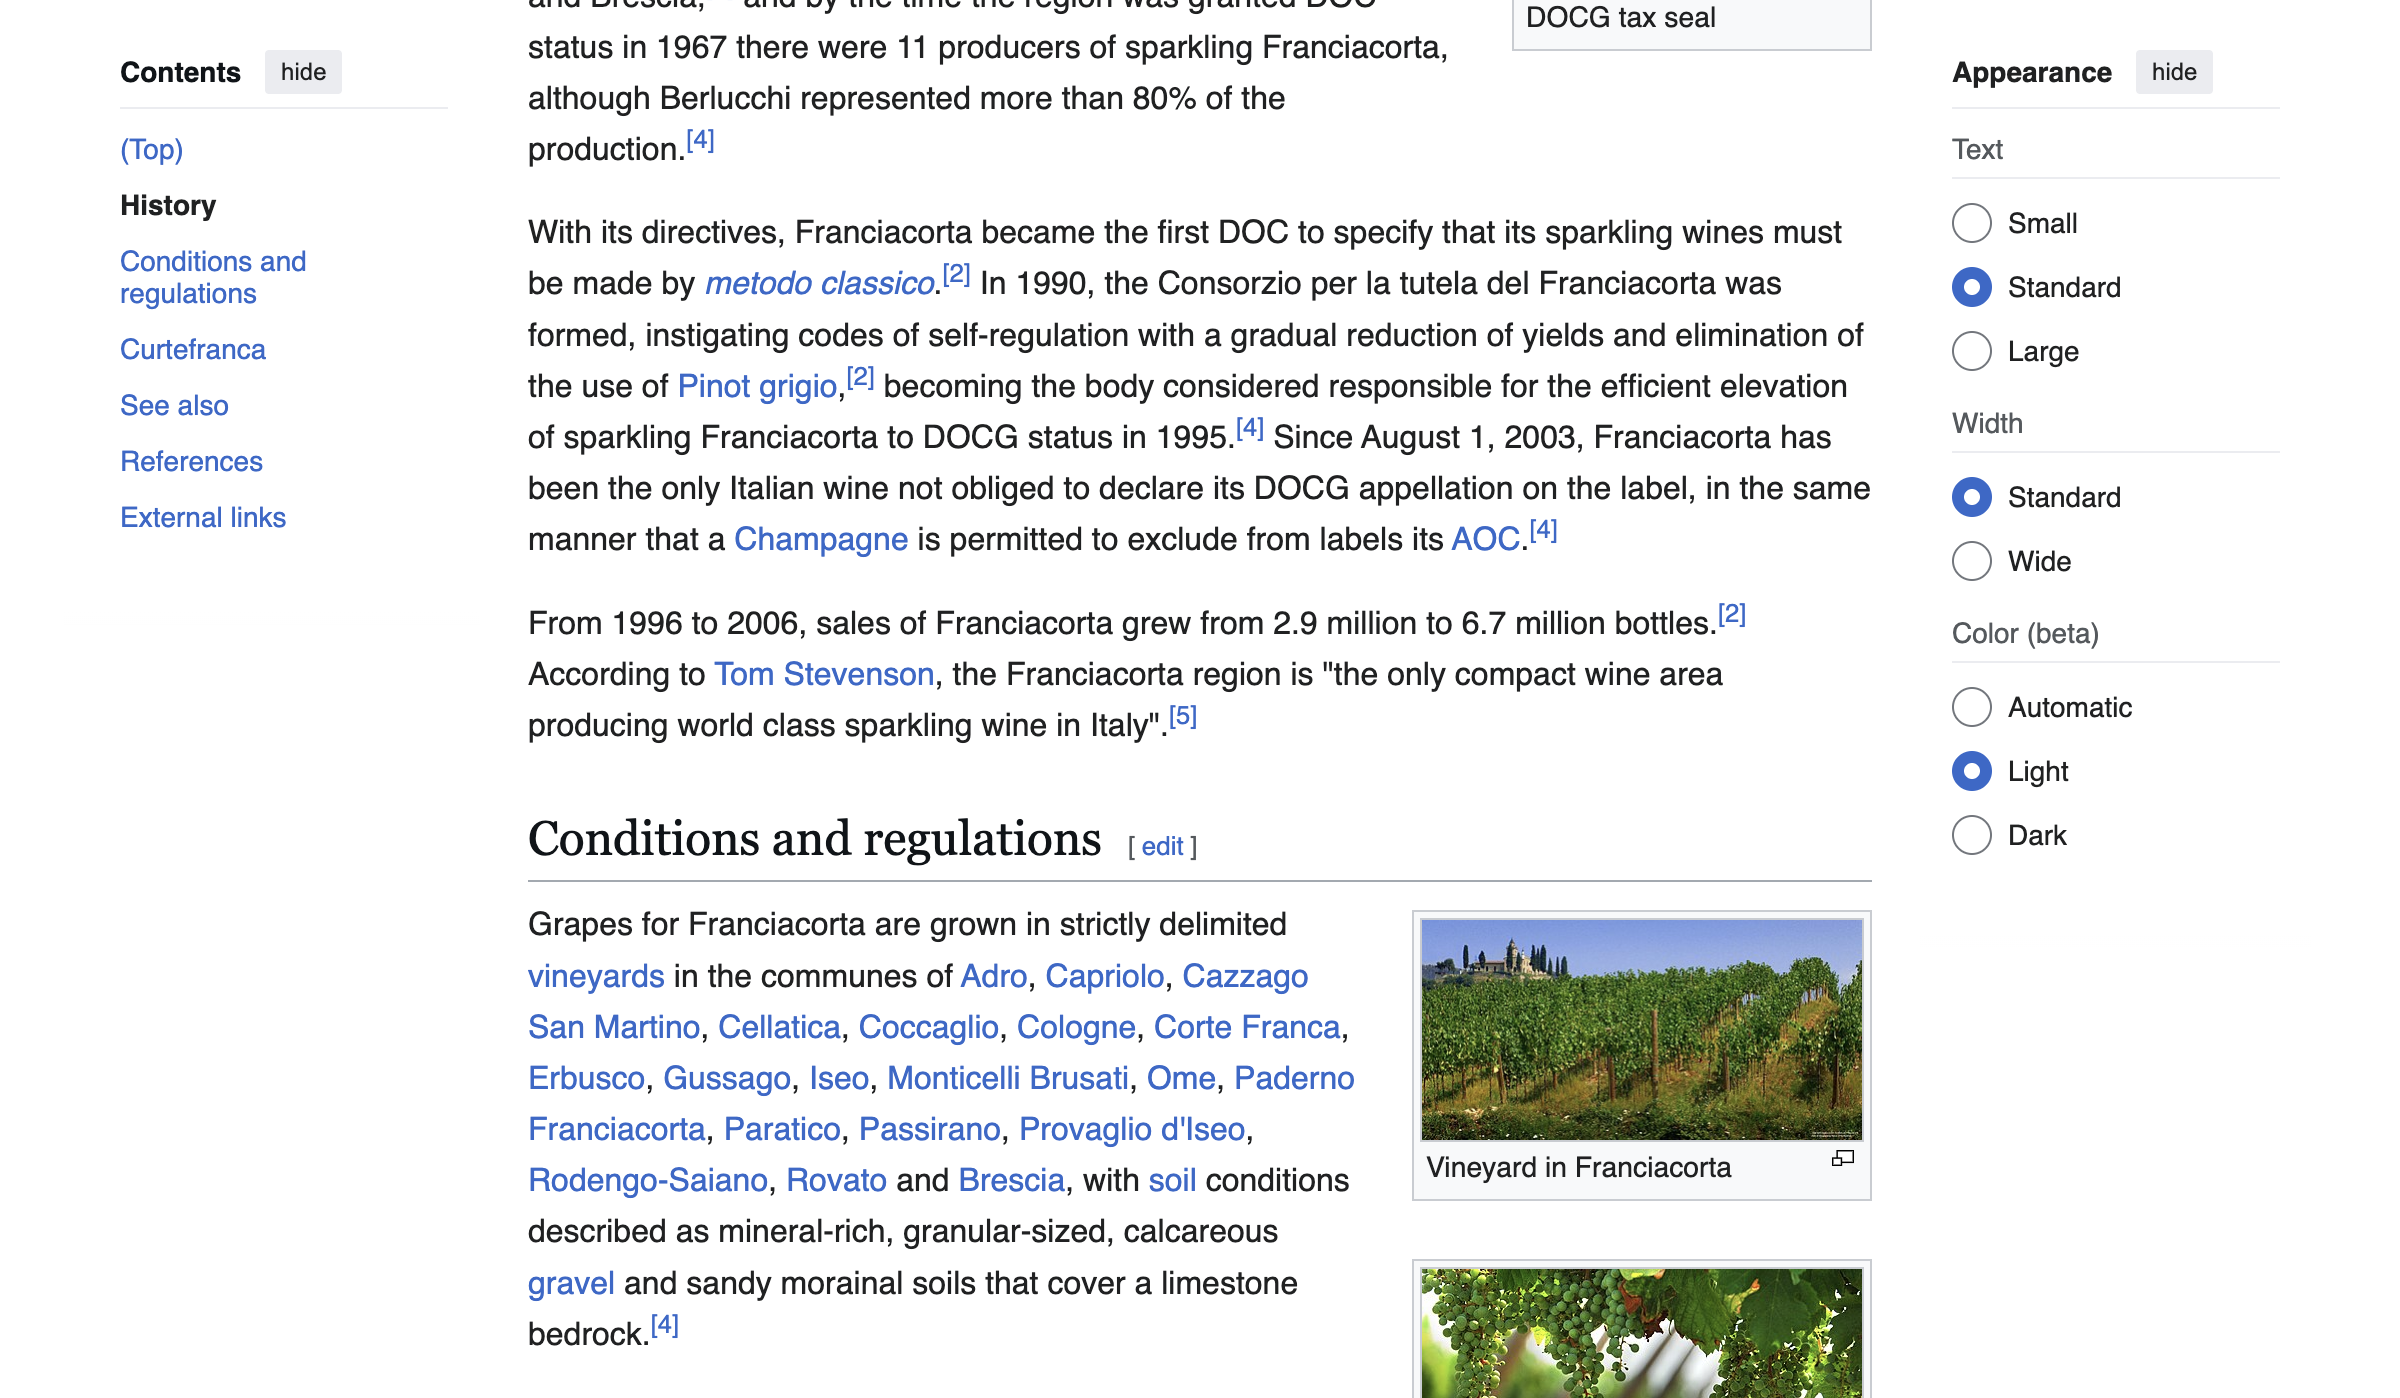 Contents hide
(Top)
History
Conditions and
regulations
Curtefranca
See also
References
External links
and Brescia, and by the time the region was granted DOC
status in 1967 there were 11 producers of sparkling Franciacorta,
although Berlucchi represented more than 80% of the
production.[4]
DOCG tax seal
With its directives, Franciacorta became the first DOC to specify that its sparkling wines must
be made by metodo classico.[2] In 1990, the Consorzio per la tutela del Franciacorta was
formed, instigating codes of self-regulation with a gradual reduction of yields and elimination of
the use of Pinot grigio,[2] becoming the body considered responsible for the efficient elevation
of sparkling Franciacorta to DOCG status in 1995.[4] Since August 1, 2003, Franciacorta has
been the only Italian wine not obliged to declare its DOCG appellation on the label, in the same
manner that a Champagne is permitted to exclude from labels its AOC.[4]
From 1996 to 2006, sales of Franciacorta grew from 2.9 million to 6.7 million bottles.[2]
According to Tom Stevenson, the Franciacorta region is "the only compact wine area
producing world class sparkling wine in Italy".[5]
Conditions and regulations [ edit ]
Grapes for Franciacorta are grown in strictly delimited
vineyards in the communes of Adro, Capriolo, Cazzago
San Martino, Cellatica, Coccaglio, Cologne, Corte Franca,
Erbusco, Gussago, Iseo, Monticelli Brusati, Ome, Paderno
Franciacorta, Paratico, Passirano, Provaglio d'Iseo,
Rodengo-Saiano, Rovato and Brescia, with soil conditions
described as mineral-rich, granular-sized, calcareous
gravel and sandy morainal soils that cover a limestone
bedrock.[4]
Vineyard in Franciacorta
Appearance hide
Text
Small
Standard
Large
Width
Standard
Wide
Color (beta)
Automatic
Light
Dark